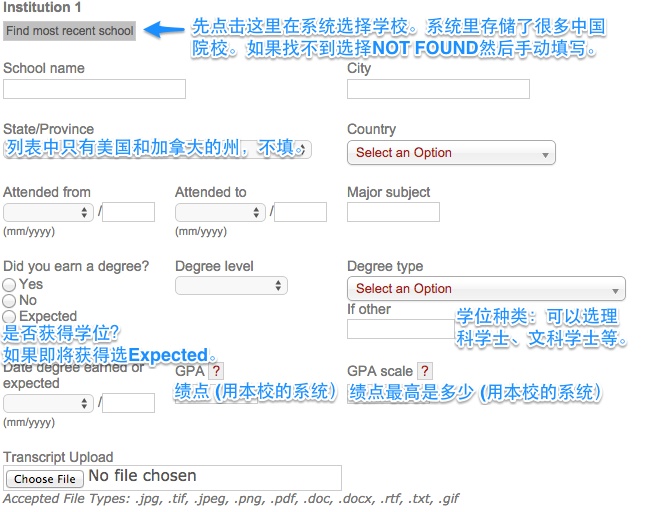 Institution 1
Find most recent school
先点击这里在系统选择学校。系统里存储了很多中国
院校。如果找不到选择NOT FOUND然后手动填写。
School name
City
State/Province
Country
列表中只有美国和加拿大的州，不填。
Select an Option
Attended from
Attended to
Major subject
/
/
(mm/yyyy)
(mm/yyyy)
Did you earn a degree?
Degree level
Degree type
Yes
Select an Option
No
If other
Expected
学位种类：可以选理
科学士、文科学士等。
是否获得学位？
如果即将获得选Expected。
Date degree earned or
expected
GPA ?
GPA scale ?
绩点 (用本校的系统）
绩点最高是多少 (用本校的系统）
/
(mm/yyyy)
Transcript Upload
Choose File No file chosen
Accepted File Types: .jpg, .tif, .jpeg, .png, .pdf, .doc, .docx, .rtf, .txt, .gif